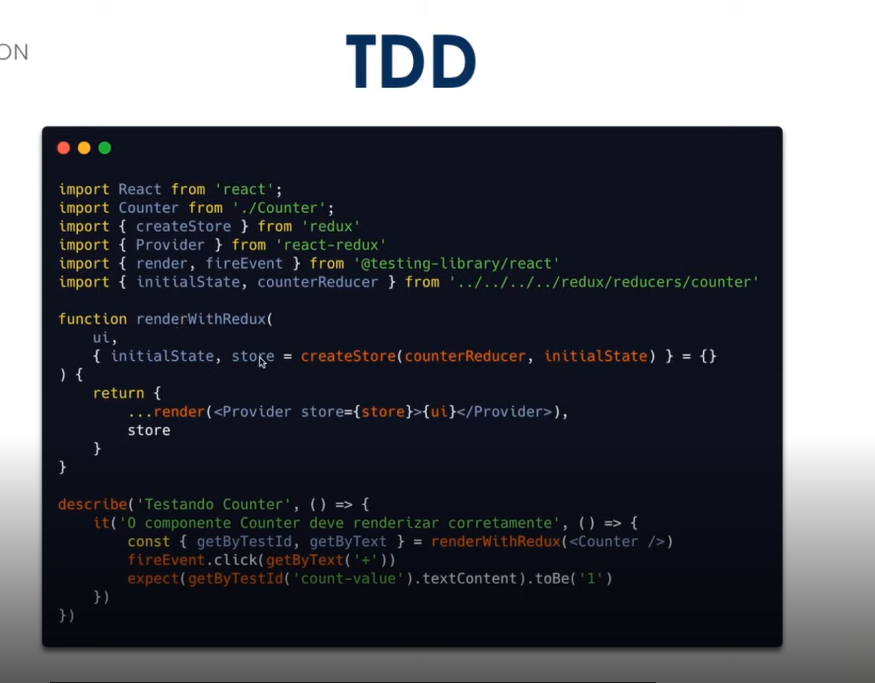 ON
TDD
import React from 'react';
import Counter from './Counter';
import { createStore } from 'redux'
import { Provider } from 'react-redux'
import { render, fireEvent } from '@testing-library/react'
import { initialState, counterReducer } from '../../../../redux/reducers/counter'
function renderWithRedux(
    ui,
    { initialState, store = createStore(counterReducer, initialState) } = {}
) {
    return {
        ...render(<Provider store={store}>{ui}</Provider>),
        store
    }
}
describe('Testando Counter', () => {
    it('O componente Counter deve renderizar corretamente', () => {
        const { getByTestId, getByText } = renderWithRedux(<Counter />)
        fireEvent.click(getByText('+'))
        expect(getByTestId('count-value').textContent).toBe('1')
    })
})